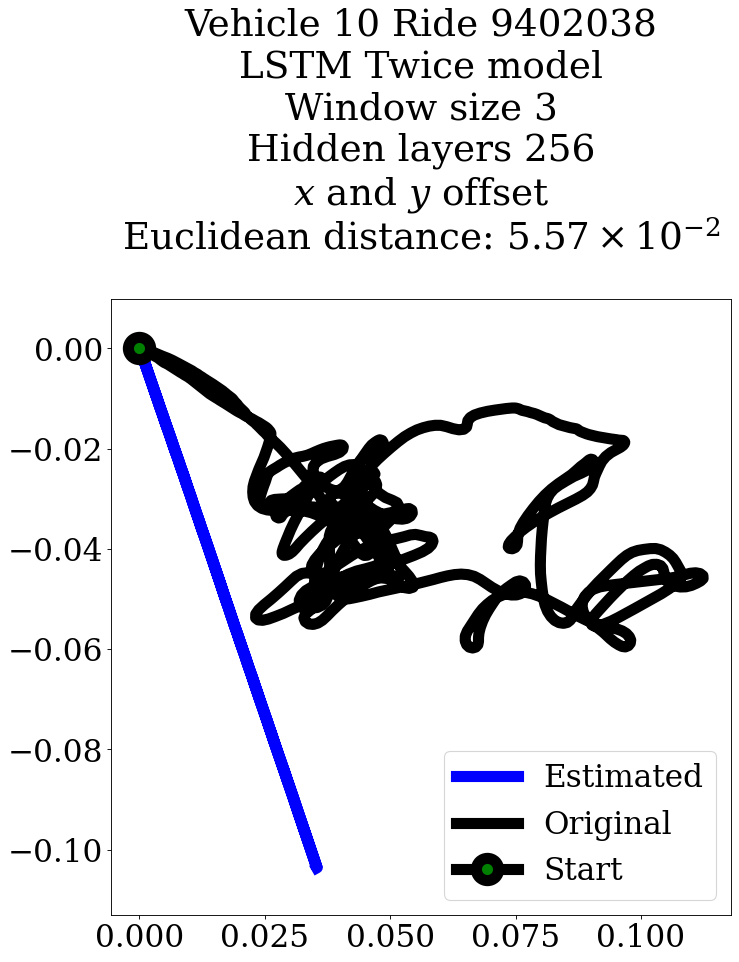 Vehicle 10 Ride 9402038
LSTM Twice model
Window size 3
Hidden layers 256
x and y offset
Euclidean distance: 5.57 × 10⁻²
0.00
−0.02
−0.04
−0.06
−0.08
−0.10
Estimated
Original
Start
0.000 0.025 0.050 0.075 0.100